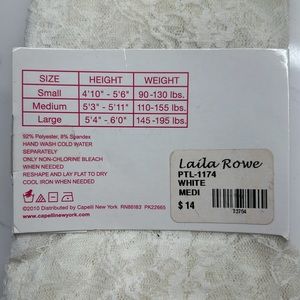 SIZE HEIGHT WEIGHT
Small 4'10" - 5'6" 90-130 lbs.
Medium 5'3" - 5'11" 110-155 lbs.
Large 5'4" - 6'0" 145-195 lbs.
92% Polyester, 8% Spandex
HAND WASH COLD WATER
SEPARATELY
ONLY NON-CHLORINE BLEACH
WHEN NEEDED
RESHAPE AND LAY FLAT TO DRY
COOL IRON WHEN NEEDED
©2010 Distributed by Capelli New York RN86183 PK22665
www.capellinewyork.com
Laila Rowe
PTL-1174
WHITE
MEDI
$ 14